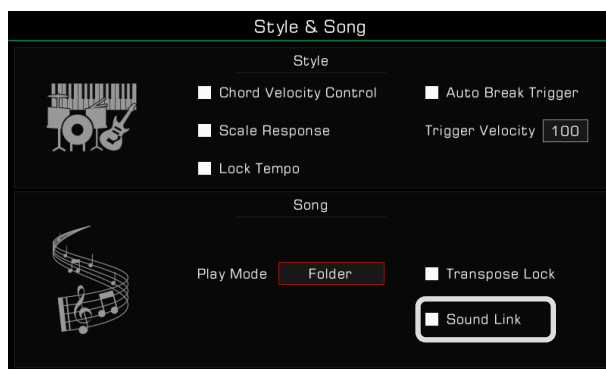 Style & Song
Style
Chord Velocity Control
Auto Break Trigger
Scale Response
Trigger Velocity 100
Lock Tempo
Song
Play Mode Folder
Transpose Lock
Sound Link